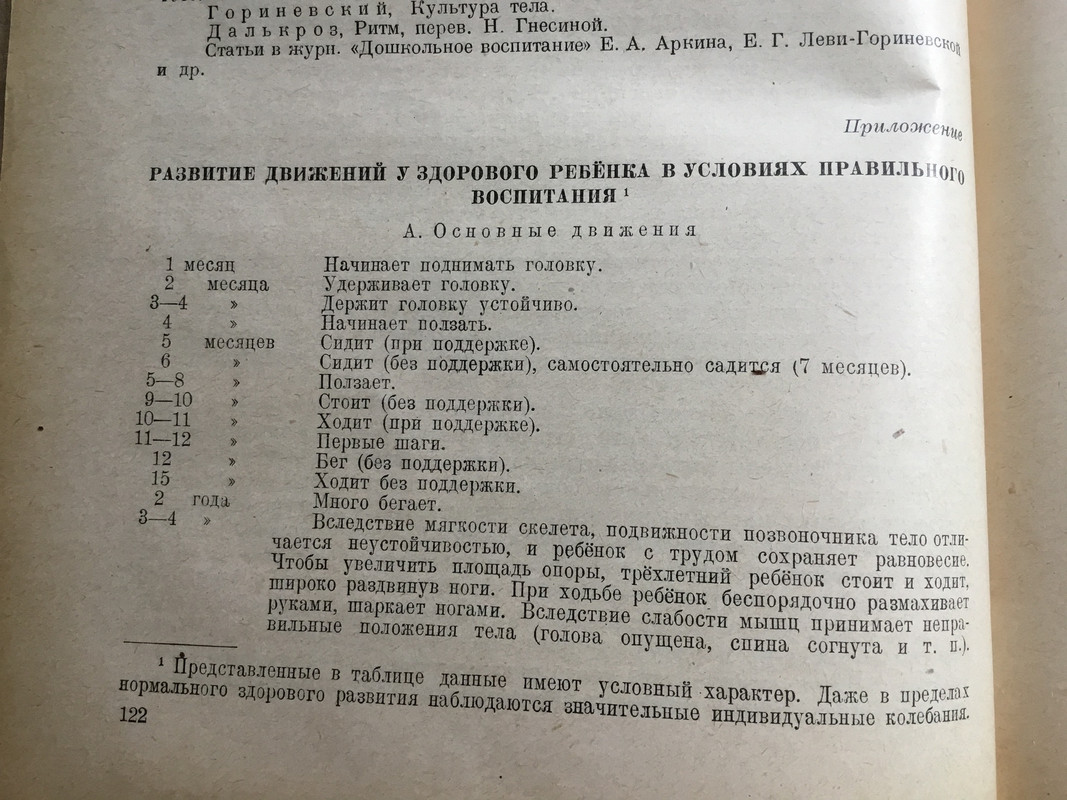 Гориневский, Культура тела.
Далькроз, Ритм, перев. Н. Гнесиной.
Статьи в журн. «Дошкольное воспитание» Е. А. Аркина, Е. Г. Леви-Гориневской
и др.
Приложение
РАЗВИТИЕ ДВИЖЕНИЙ У ЗДОРОВОГО РЕБЁНКА В УСЛОВИЯХ ПРАВИЛЬНОГО
ВОСПИТАНИЯ ¹
А. Основные движения
1 месяц Начинает поднимать головку.
2 месяца Удерживает головку.
3—4 » Держит головку устойчиво.
4 » Начинает ползать.
5 месяцев Сидит (при поддержке).
6 » Сидит (без поддержки), самостоятельно садится (7 месяцев).
5—8 » Ползает.
9—10 » Стоит (без поддержки).
10—11 » Ходит (при поддержке).
11—12 » Первые шаги.
12 » Бег (без поддержки).
15 » Ходит без поддержки.
2 года Много бегает.
3—4 » Вследствие мягкости скелета, подвижности позвоночника тело отли-
чается неустойчивостью, и ребёнок с трудом сохраняет равновесие.
Чтобы увеличить площадь опоры, трёхлетний ребёнок стоит и ходит,
широко раздвинув ноги. При ходьбе ребёнок беспорядочно размахивает
руками, шаркает ногами. Вследствие слабости мышц принимает непра-
вильные положения тела (голова опущена, спина согнута и т. п.).
¹ Представленные в таблице данные имеют условный характер. Даже в пределах
нормального здорового развития наблюдаются значительные индивидуальные колебания.
122